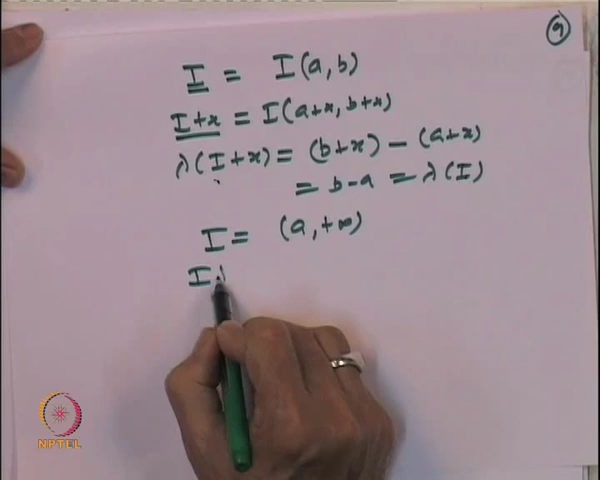 9
I = I(a, b)
I+x = I(a+x, b+x)
λ(I+x) = (b+x) - (a+x)
= b-a = λ(I)
I = (a, +∞)
I
NPTEL